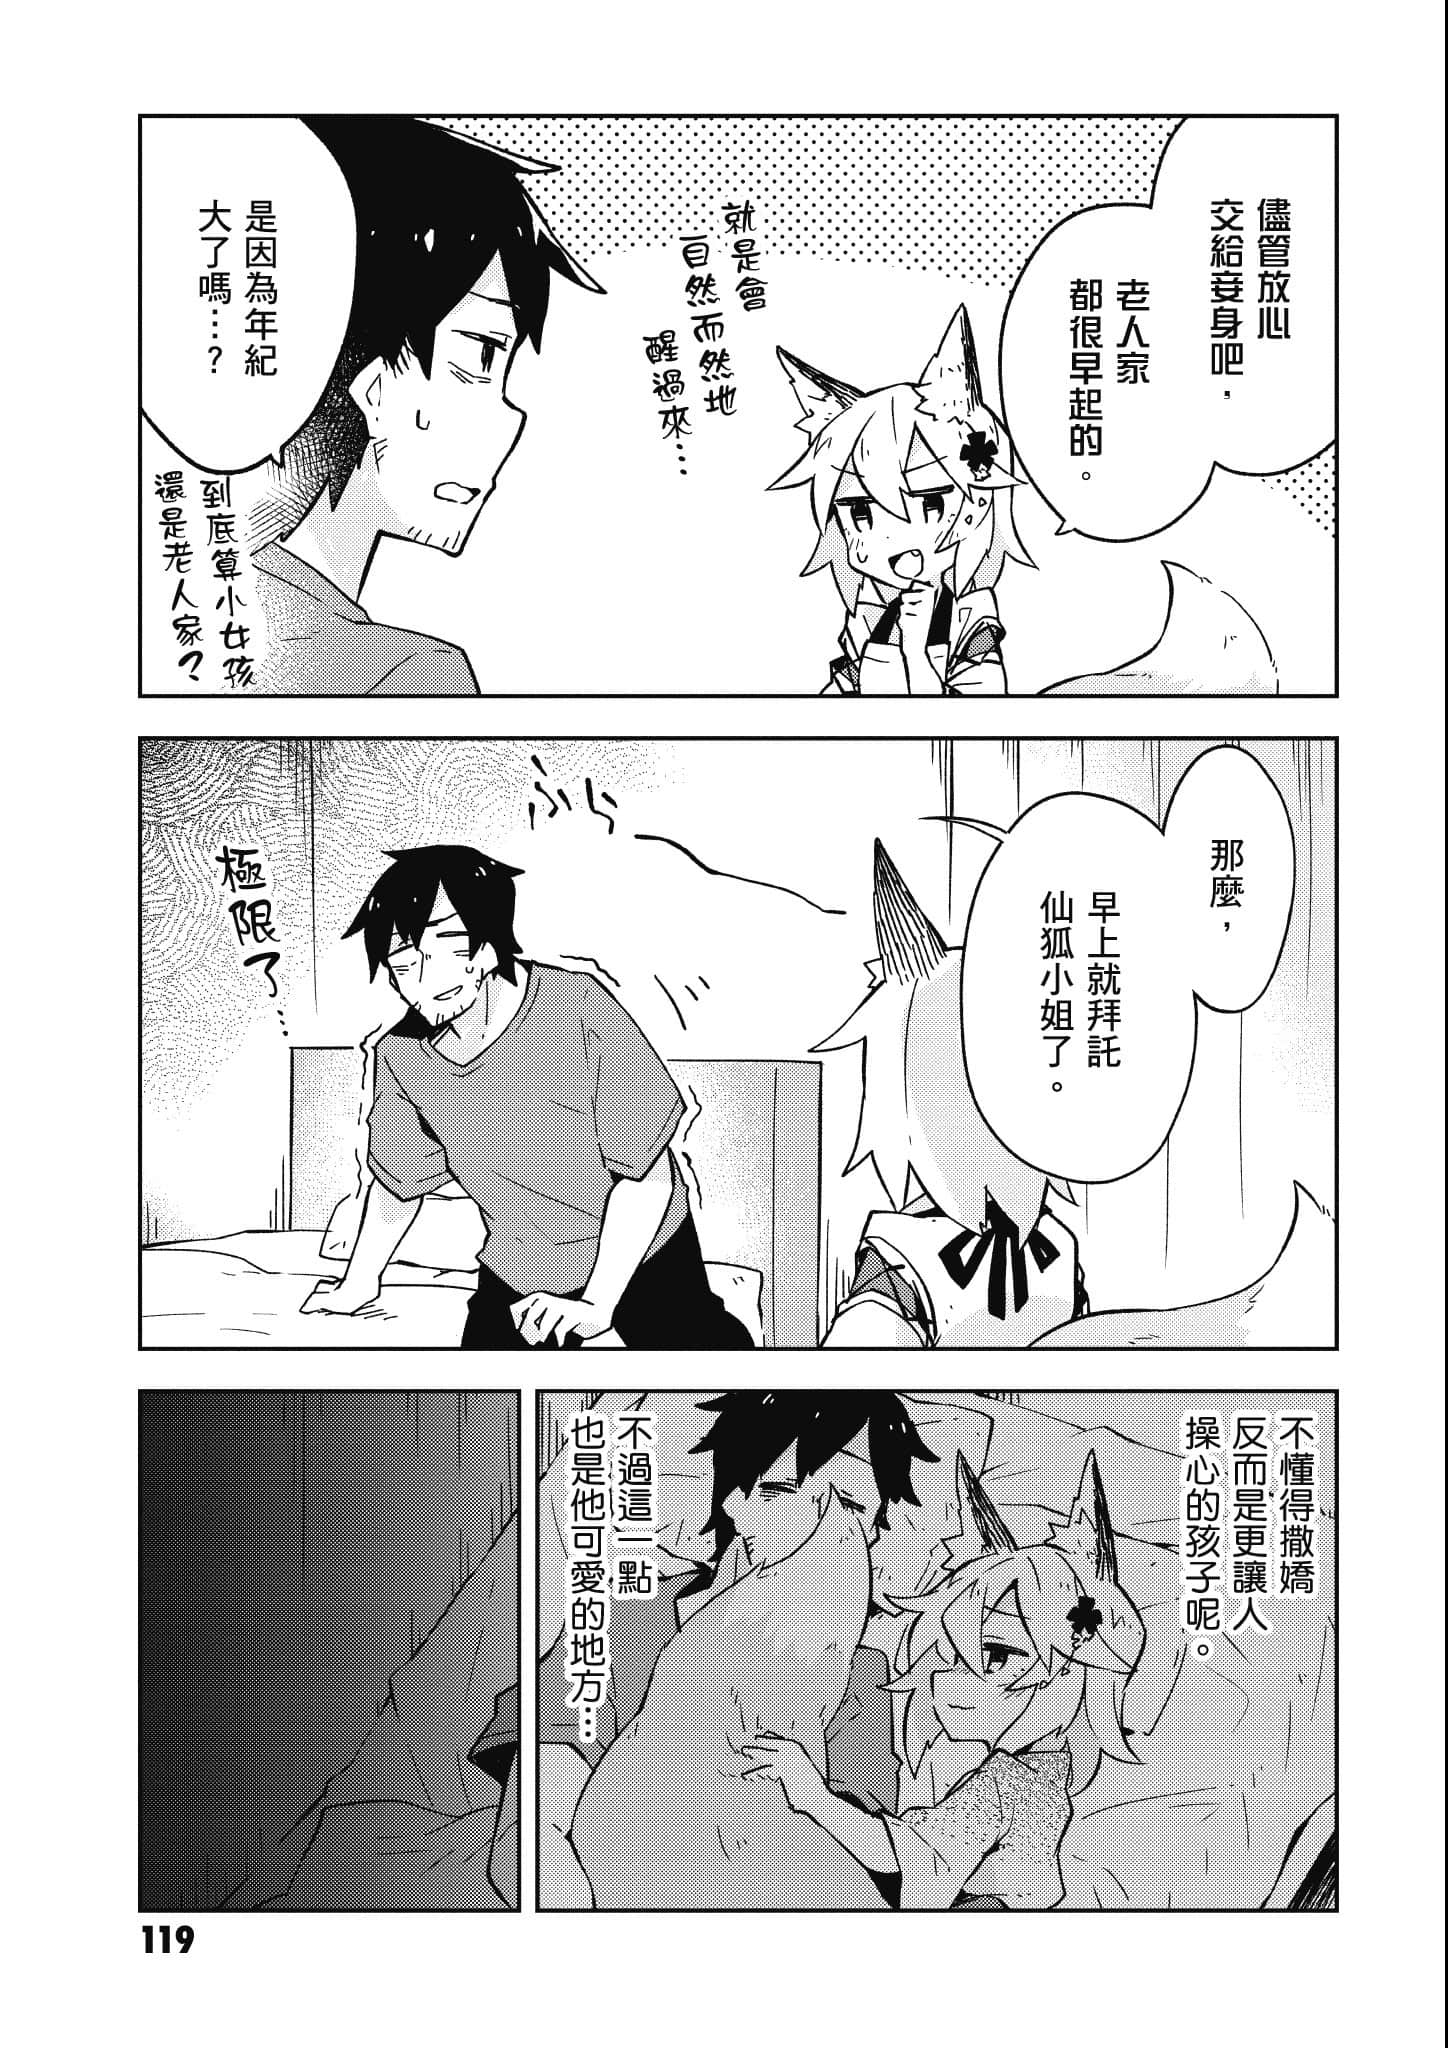 儘管放心
交給妾身吧，
老人家
都很早起的。
就是會
自然而然地
醒過來…
是因為年紀
大了嗎…？
到底算小女孩
還是老人家？
那麼，
早上就拜託
仙狐小姐了。
ふらっ
極限了…
不懂得撒嬌
反而是更讓人
操心的孩子呢。
不過這一點
也是他可愛的地方…
119